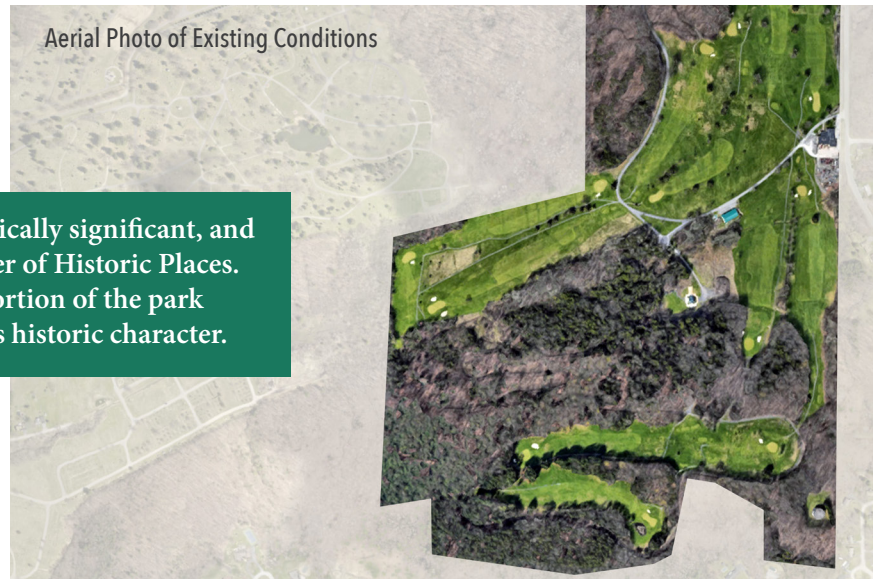 Aerial Photo of Existing Conditions
ically significant, and
er of Historic Places.
ortion of the park
s historic character.